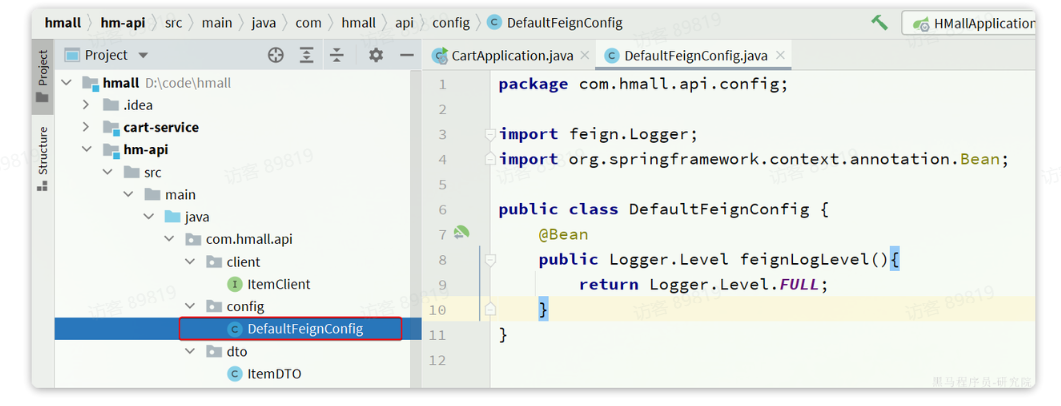 hmall hm-api src main java com hmall api config DefaultFeignConfig HMallApplication
Project
CartApplication.java
DefaultFeignConfig.java
Project
Structure
hmall D:\code\hmall
.idea
cart-service
hm-api
src
main
java
com.hmall.api
client
ItemClient
config
DefaultFeignConfig
dto
ItemDTO
1 package com.hmall.api.config;
2
3 import feign.Logger;
4 import org.springframework.context.annotation.Bean;
5
6 public class DefaultFeignConfig {
7 @Bean
8 public Logger.Level feignLogLevel(){
9 return Logger.Level.FULL;
10 }
11 }
12
访客 89819
黑马程序员-研究院